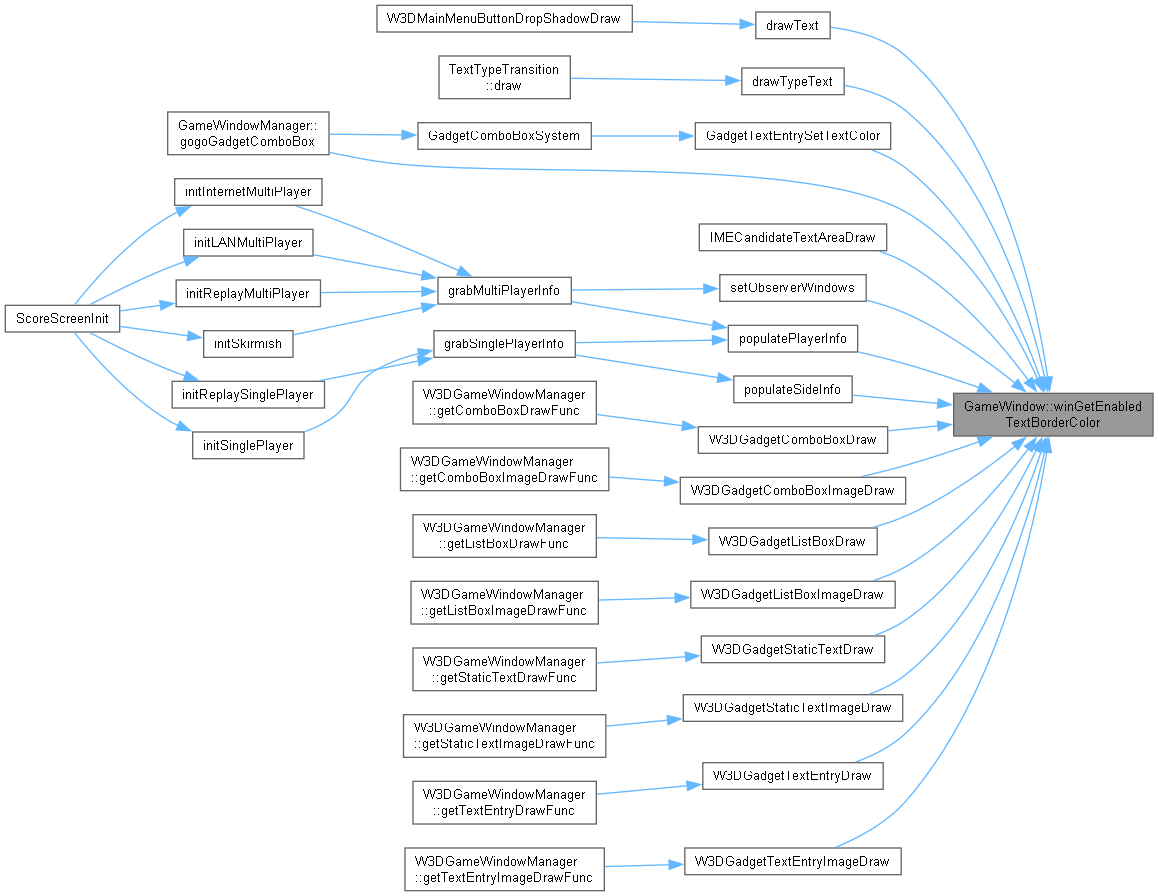 W3DMainMenuButtonDropShadowDraw
drawText
TextTypeTransition
::draw
drawTypeText
GameWindowManager::
gogoGadgetComboBox
GadgetComboBoxSystem
GadgetTextEntrySetTextColor
initInternetMultiPlayer
IMECandidateTextAreaDraw
initLANMultiPlayer
grabMultiPlayerInfo
setObserverWindows
initReplayMultiPlayer
ScoreScreenInit
initSkirmish
grabSinglePlayerInfo
populatePlayerInfo
initReplaySinglePlayer
populateSideInfo
W3DGameWindowManager
::getComboBoxDrawFunc
GameWindow::winGetEnabled
TextBorderColor
initSinglePlayer
W3DGadgetComboBoxDraw
W3DGameWindowManager
::getComboBoxImageDrawFunc
W3DGadgetComboBoxImageDraw
W3DGameWindowManager
::getListBoxDrawFunc
W3DGadgetListBoxDraw
W3DGameWindowManager
::getListBoxImageDrawFunc
W3DGadgetListBoxImageDraw
W3DGameWindowManager
::getStaticTextDrawFunc
W3DGadgetStaticTextDraw
W3DGameWindowManager
::getStaticTextImageDrawFunc
W3DGadgetStaticTextImageDraw
W3DGameWindowManager
::getTextEntryDrawFunc
W3DGadgetTextEntryDraw
W3DGameWindowManager
::getTextEntryImageDrawFunc
W3DGadgetTextEntryImageDraw